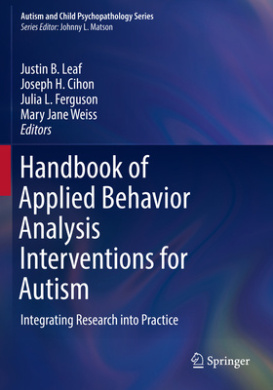 Autism and Child Psychopathology Series
Series Editor: Johnny L. Matson
Justin B. Leaf
Joseph H. Cihon
Julia L. Ferguson
Mary Jane Weiss
Editors
Handbook of
Applied Behavior
Analysis
Interventions for
Autism
Integrating Research into Practice
Springer